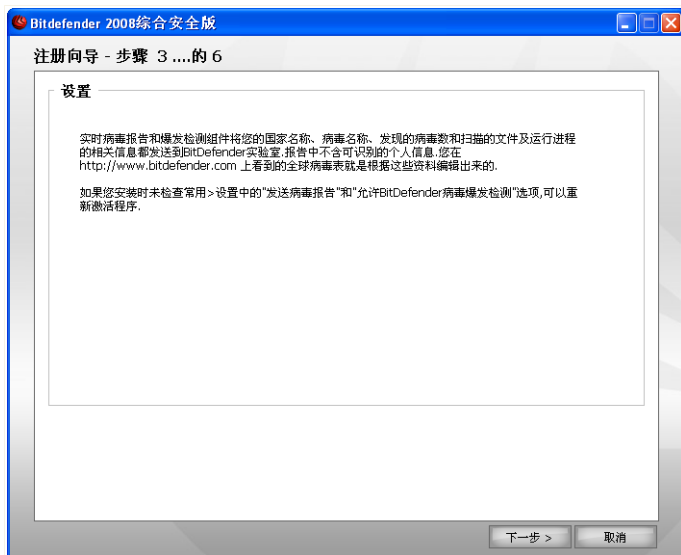 Bitdefender 2008综合安全版
注册向导 - 步骤 3 ....的 6
设置
实时病毒报告和爆发检测组件将您的国家名称、病毒名称、发现的病毒数和扫描的文件及运行进程
的相关信息都发送到BitDefender实验室.报告中不含可识别的个人信息.您在
http://www.bitdefender.com 上看到的全球病毒表就是根据这些资料编辑出来的.
如果您安装时未检查常用>设置中的"发送病毒报告"和"允许BitDefender病毒爆发检测"选项,可以重
新激活程序.
下一步 >
取消